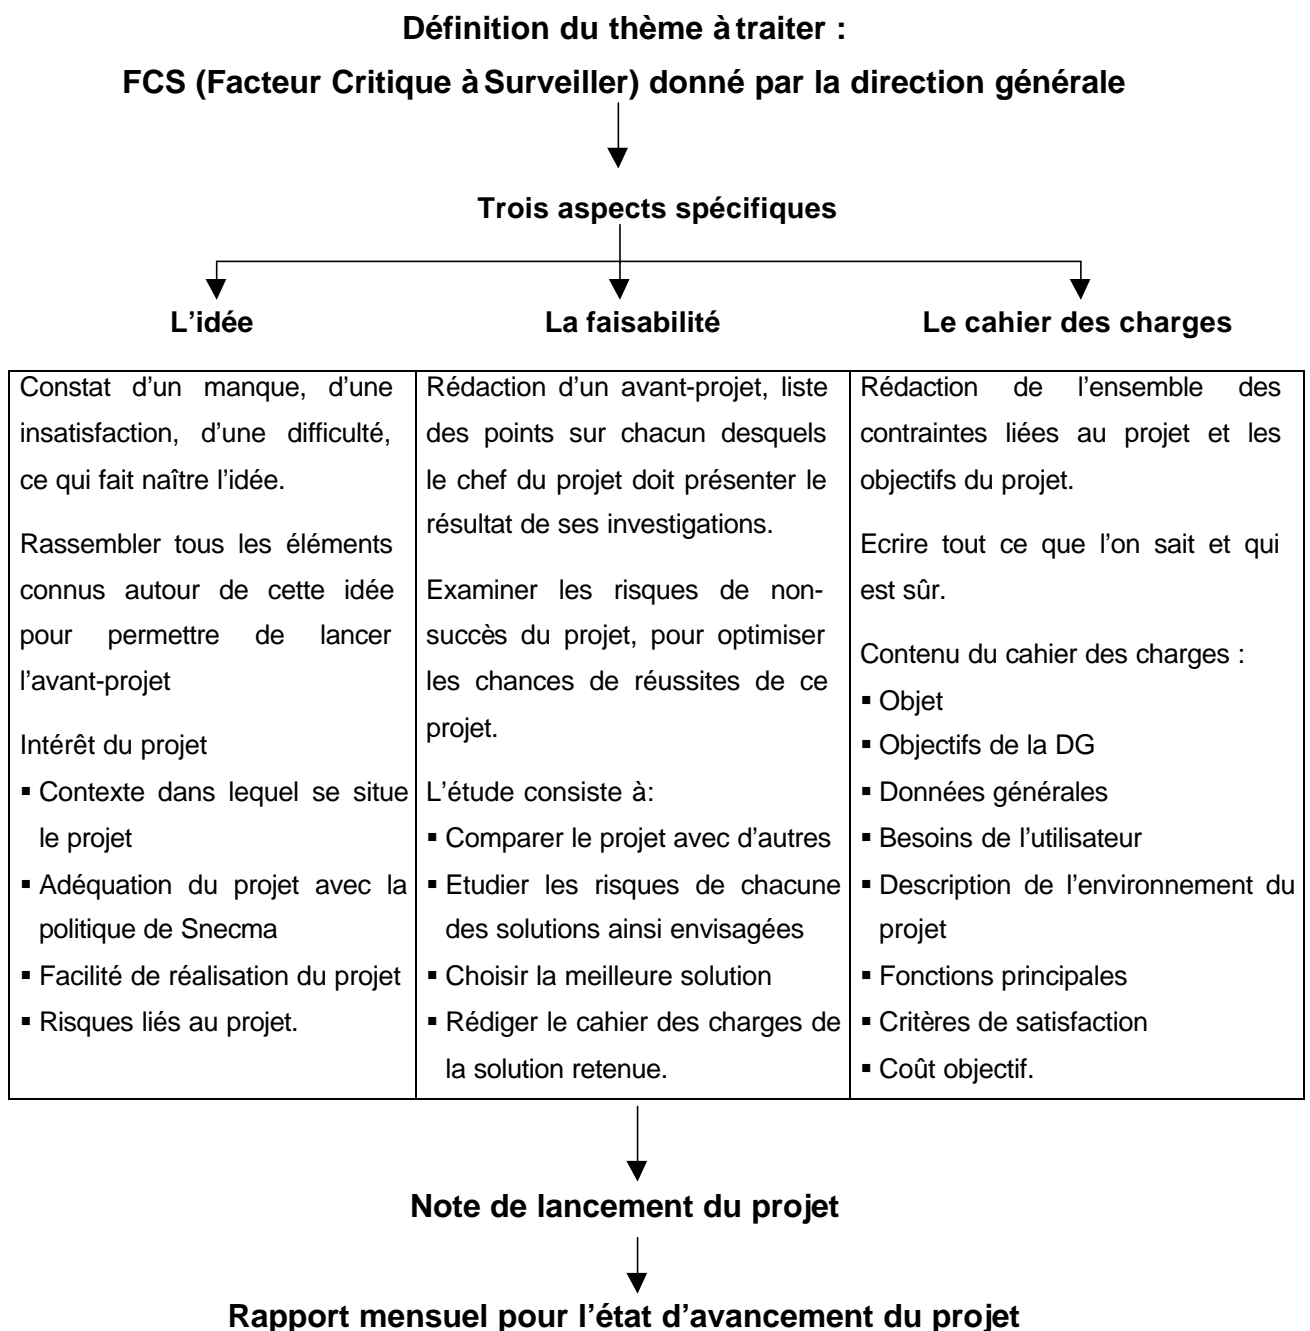 Définition du thème à traiter :
FCS (Facteur Critique à Surveiller) donné par la direction générale
Trois aspects spécifiques
L’idée
La faisabilité
Le cahier des charges
Constat d’un manque, d’une
insatisfaction, d’une difficulté,
ce qui fait naître l’idée.
Rassembler tous les éléments
connus autour de cette idée
pour permettre de lancer
l’avant-projet
Intérêt du projet
▪ Contexte dans lequel se situe
le projet
▪ Adéquation du projet avec la
politique de Snecma
▪ Facilité de réalisation du projet
▪ Risques liés au projet.
Rédaction d’un avant-projet, liste
des points sur chacun desquels
le chef du projet doit présenter le
résultat de ses investigations.
Examiner les risques de non-
succès du projet, pour optimiser
les chances de réussites de ce
projet.
L’étude consiste à:
▪ Comparer le projet avec d’autres
▪ Etudier les risques de chacune
des solutions ainsi envisagées
▪ Choisir la meilleure solution
▪ Rédiger le cahier des charges de
la solution retenue.
Rédaction de l’ensemble des
contraintes liées au projet et les
objectifs du projet.
Ecrire tout ce que l’on sait et qui
est sûr.
Contenu du cahier des charges :
▪ Objet
▪ Objectifs de la DG
▪ Données générales
▪ Besoins de l’utilisateur
▪ Description de l’environnement du
projet
▪ Fonctions principales
▪ Critères de satisfaction
▪ Coût objectif.
Note de lancement du projet
Rapport mensuel pour l’état d’avancement du projet